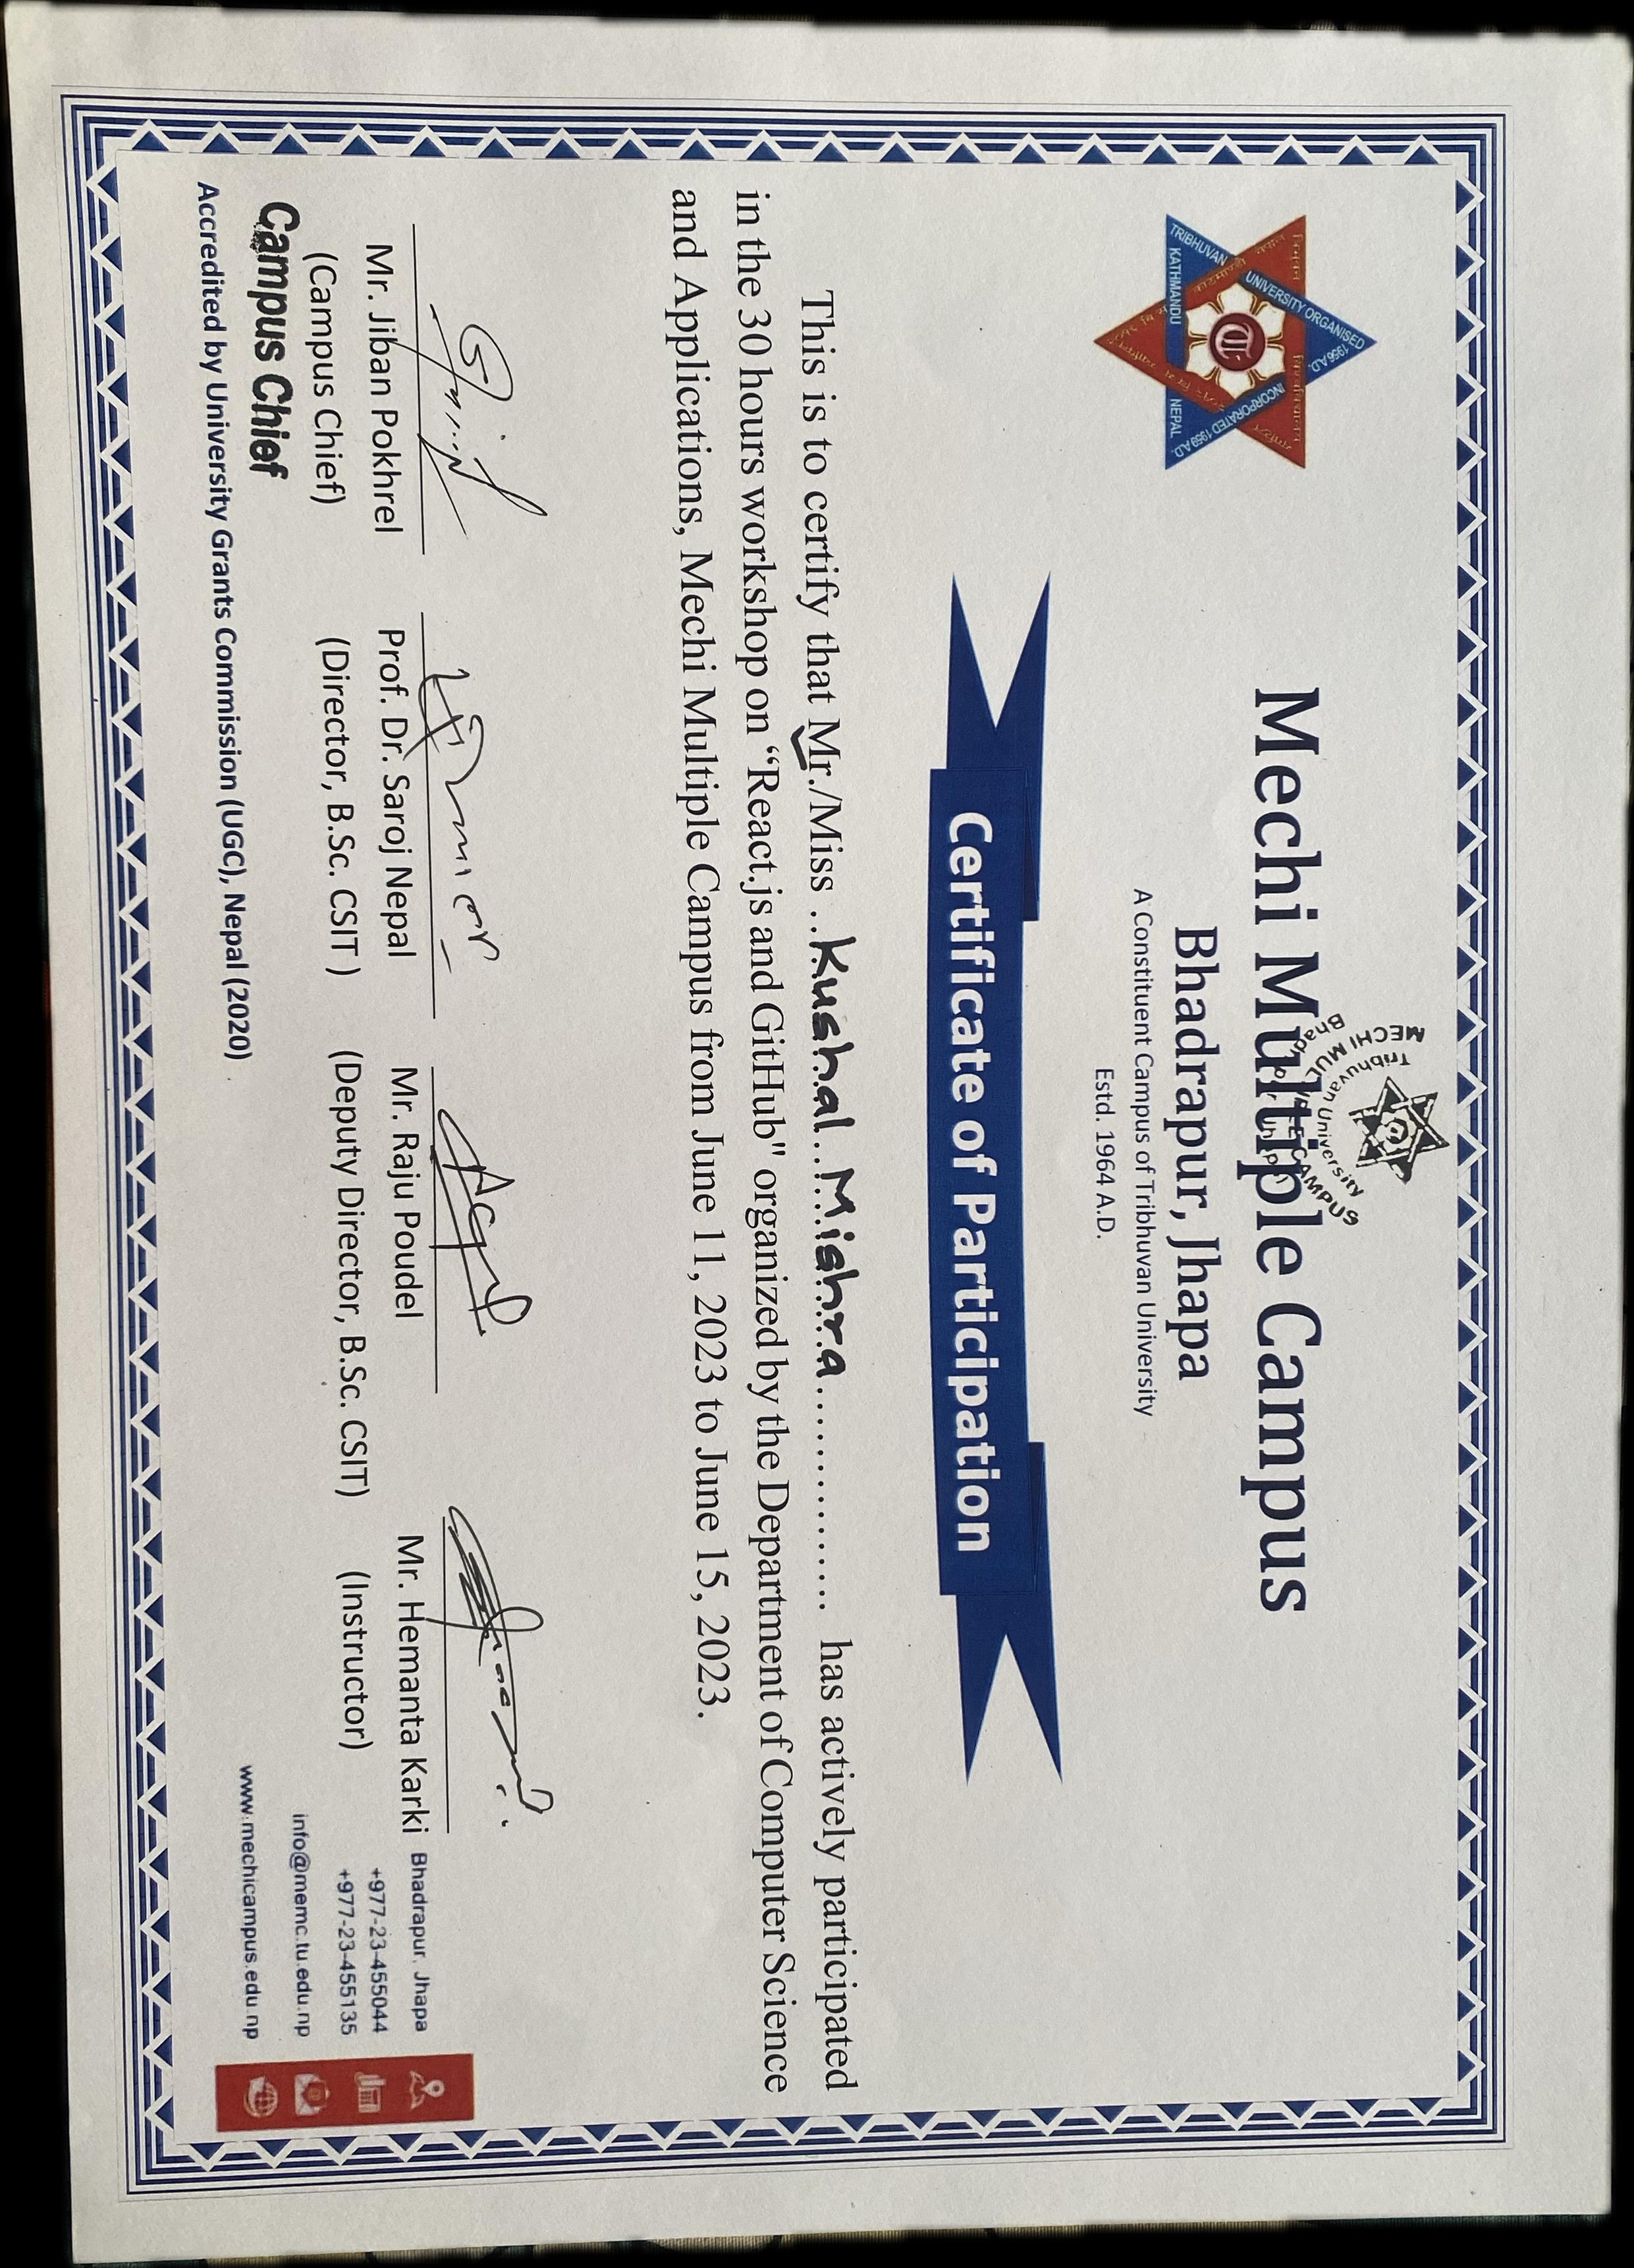 Tribhuvan University
MECHI MULTIPLE CAMPUS
Bhadrapur Jhapa
TRIBHUVAN UNIVERSITY ORGANISED 1956 A.D.
INCORPORATED 1959 A.D.
त्रिभुवन विश्वविद्यालय
KATHMANDU NEPAL
Mechi Multiple Campus
Bhadrapur, Jhapa
A Constituent Campus of Tribhuvan University
Estd. 1964 A.D.
Certificate of Participation
This is to certify that Mr./Miss ..Kushal Mishra............... has actively participated
in the 30 hours workshop on “React.js and GitHub" organized by the Department of Computer Science
and Applications, Mechi Multiple Campus from June 11, 2023 to June 15, 2023.
Mr. Jiban Pokhrel
(Campus Chief)
Campus Chief
Prof. Dr. Saroj Nepal
(Director, B.Sc. CSIT )
Mr. Raju Poudel
(Deputy Director, B.Sc. CSIT)
Mr. Hemanta Karki
(Instructor)
Bhadrapur, Jhapa
+977-23-455044
+977-23-455135
info@memc.tu.edu.np
www.mechicampus.edu.np
Accredited by University Grants Commission (UGC), Nepal (2020)